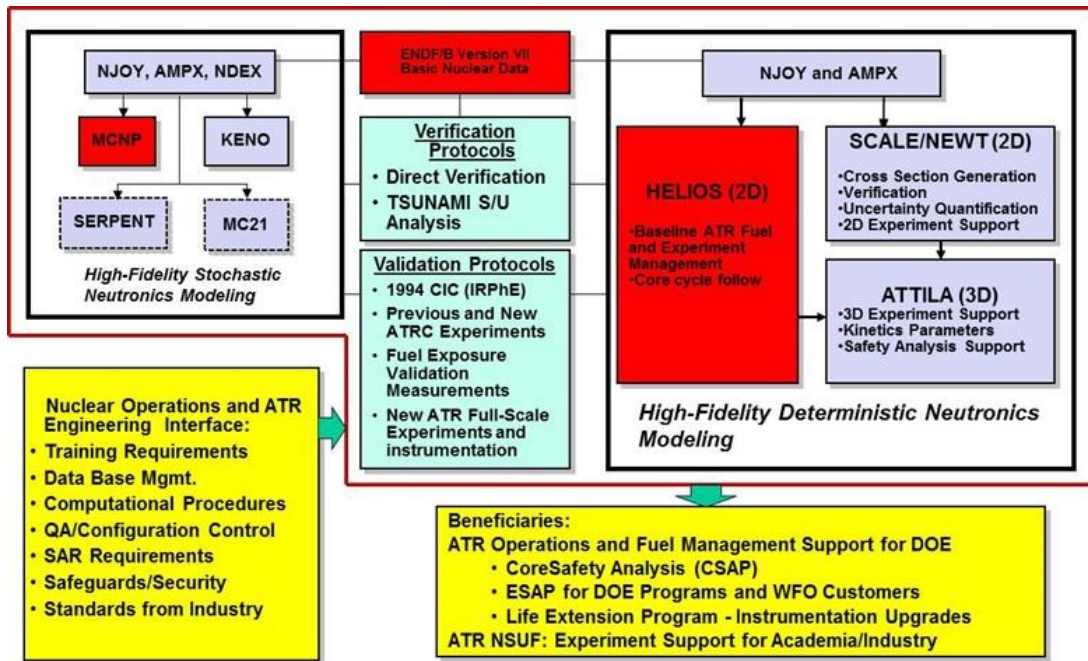 NJOY, AMPX, NDEX
MCNP
KENO
SERPENT
MC21
High-Fidelity Stochastic
Neutronics Modeling
ENDF/B Version VII
Basic Nuclear Data
Verification
Protocols
• Direct Verification
• TSUNAMI S/U
Analysis
Validation Protocols
• 1994 CIC (IRPhE)
• Previous and New
ATRC Experiments
• Fuel Exposure
Validation
Measurements
• New ATR Full-Scale
Experiments and
instrumentation
NJOY and AMPX
HELIOS (2D)
•Baseline ATR Fuel
and Experiment
Management
•Core cycle follow
SCALE/NEWT (2D)
•Cross Section Generation
•Verification
•Uncertainty Quantification
•2D Experiment Support
ATTILA (3D)
•3D Experiment Support
•Kinetics Parameters
•Safety Analysis Support
High-Fidelity Deterministic Neutronics
Modeling
Nuclear Operations and ATR
Engineering Interface:
• Training Requirements
• Data Base Mgmt.
• Computational Procedures
• QA/Configuration Control
• SAR Requirements
• Safeguards/Security
• Standards from Industry
Beneficiaries:
ATR Operations and Fuel Management Support for DOE
• CoreSafety Analysis (CSAP)
• ESAP for DOE Programs and WFO Customers
• Life Extension Program - Instrumentation Upgrades
ATR NSUF: Experiment Support for Academia/Industry